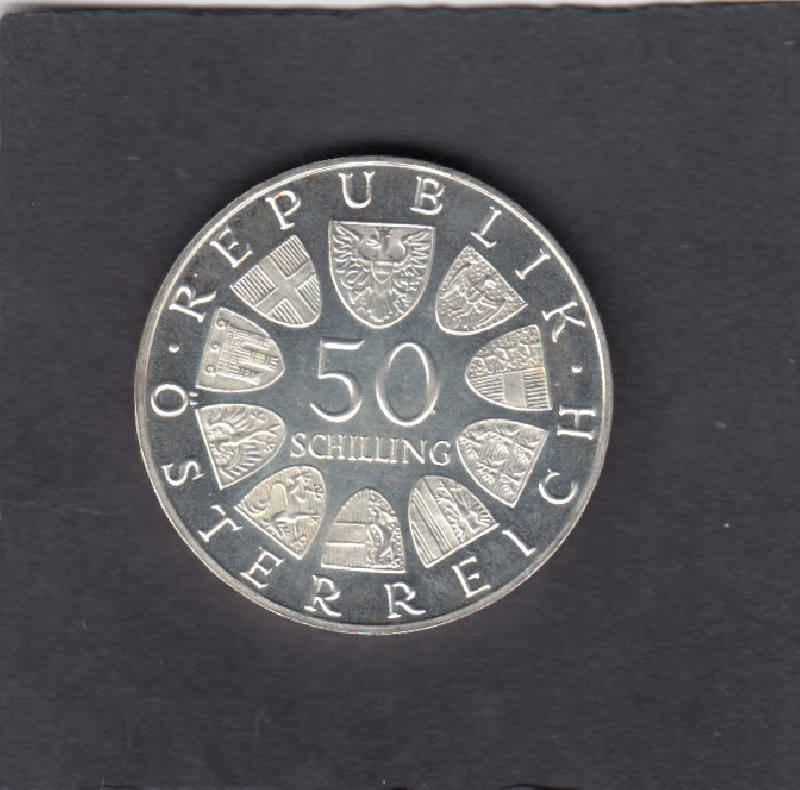 REPUBLIK · ÖSTERREICH ·
50
SCHILLING